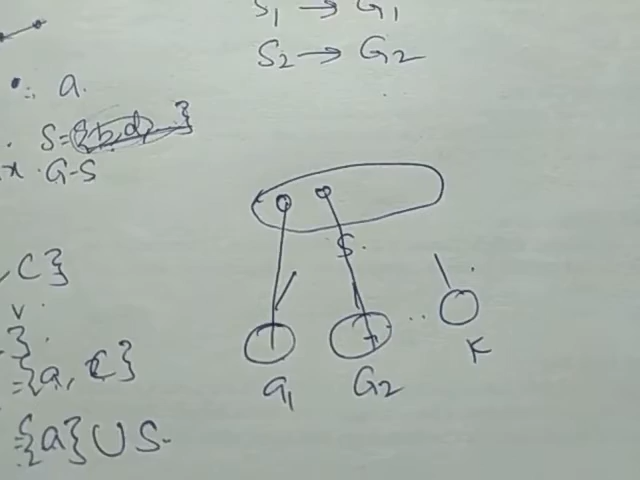 S₁ → G₁
S₂ → G₂
∴ a.
S={b,d, }
x. G-S
, C}
v.
}.
={a, C}
={a} ∪ S.
S.
.. .
G₁ G₂ K